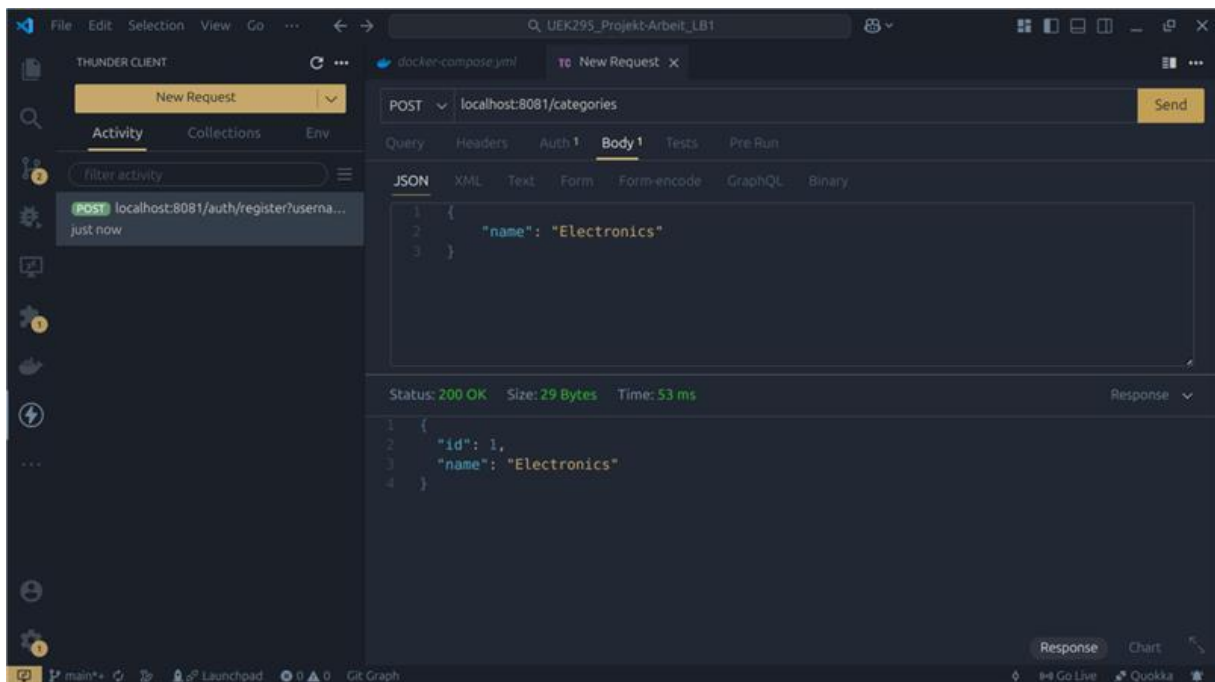 File Edit Selection View Go ... UEK295_Projekt-Arbeit_LB1
THUNDER CLIENT
New Request
Activity Collections Env
filter activity
POST localhost:8081/auth/register?userna...
just now
docker-compose.yml TC New Request
POST localhost:8081/categories Send
Query Headers Auth 1 Body 1 Tests Pre Run
JSON XML Text Form Form-encode GraphQL Binary
1 {
2 "name": "Electronics"
3 }
Status: 200 OK Size: 29 Bytes Time: 53 ms Response
1 {
2 "id": 1,
3 "name": "Electronics"
4 }
Response Chart
2
1
1
main*+ Launchpad 0 0 Git Graph Go Live Quokka